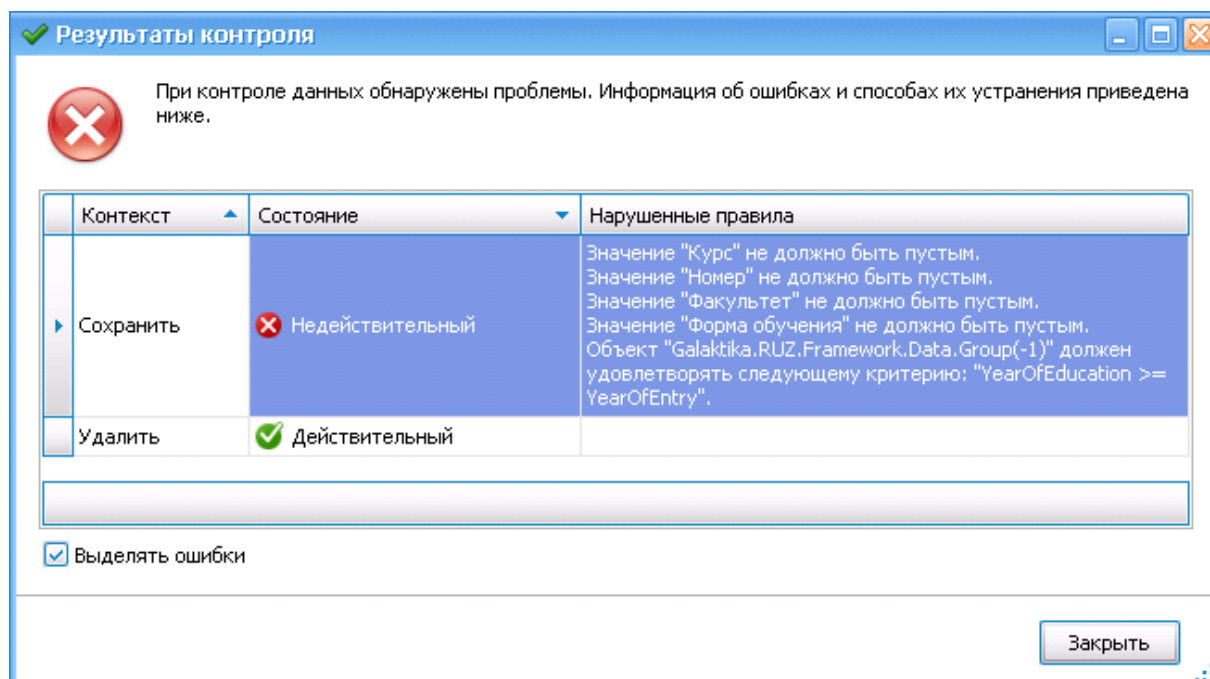 Результаты контроля
При контроле данных обнаружены проблемы. Информация об ошибках и способах их устранения приведена
ниже.
Контекст Состояние Нарушенные правила
Значение "Курс" не должно быть пустым.
Значение "Номер" не должно быть пустым.
Значение "Факультет" не должно быть пустым.
Сохранить Недействительный Значение "Форма обучения" не должно быть пустым.
Объект "Galaktika.RUZ.Framework.Data.Group(-1)" должен
удовлетворять следующему критерию: "YearOfEducation >=
YearOfEntry".
Удалить Действительный
Выделять ошибки
Закрыть